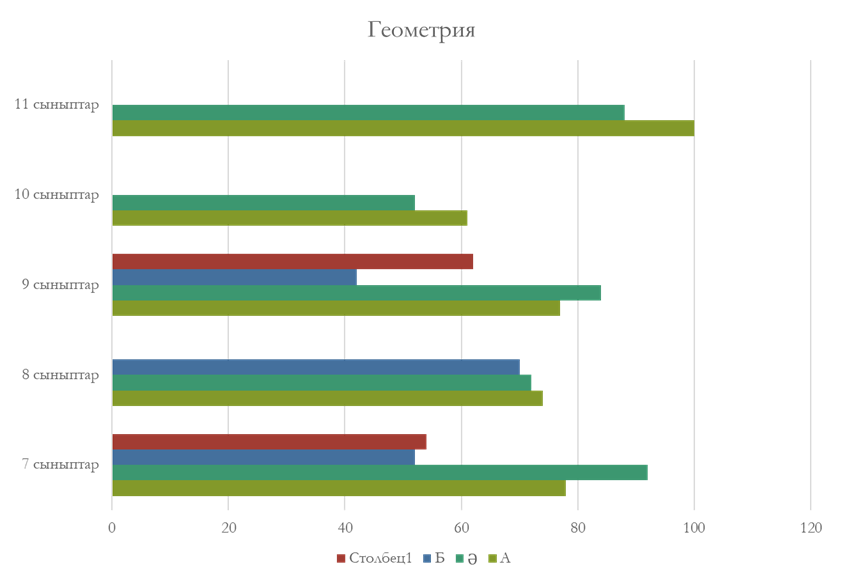 Геометрия
11 сыныптар
10 сыныптар
9 сыныптар
8 сыныптар
7 сыныптар
0 20 40 60 80 100 120
Столбец1 Б Ә А